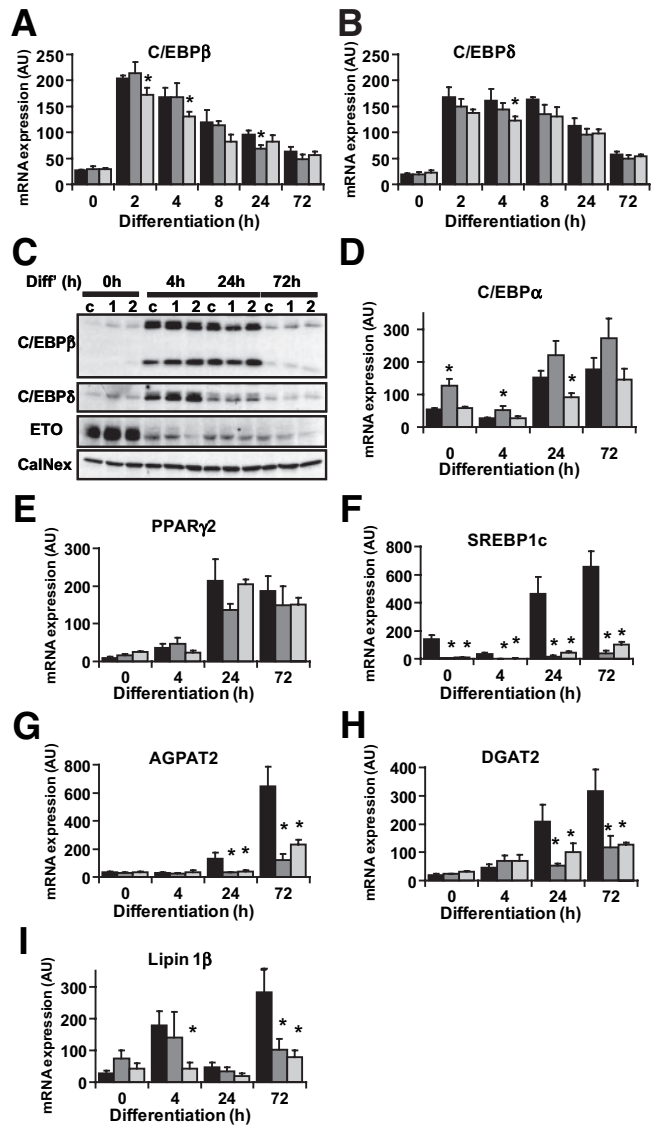 A
C/EBPβ
mRNA expression (AU)
250
200
150
100
50
0
*
*
*
0 2 4 8 24 72
Differentiation (h)
B
C/EBPδ
mRNA expression (AU)
250
200
150
100
50
0
*
0 2 4 8 24 72
Differentiation (h)
C
Diff' (h) 0h 4h 24h 72h
c 1 2 c 1 2 c 1 2 c 1 2
C/EBPβ
C/EBPδ
ETO
CalNex
D
C/EBPα
mRNA expression (AU)
300
200
100
0
* * *
0 4 24 72
Differentiation (h)
E
PPARγ2
mRNA expression (AU)
300
200
100
0
0 4 24 72
Differentiation (h)
F
SREBP1c
mRNA expression (AU)
800
600
400
200
0
* * * * * * * *
0 4 24 72
Differentiation (h)
G
AGPAT2
mRNA expression (AU)
800
600
400
200
0
* * * *
0 4 24 72
Differentiation (h)
H
DGAT2
mRNA expression (AU)
400
300
200
100
0
* * * *
0 4 24 72
Differentiation (h)
I
Lipin 1β
mRNA expression (AU)
300
200
100
0
* * *
0 4 24 72
Differentiation (h)